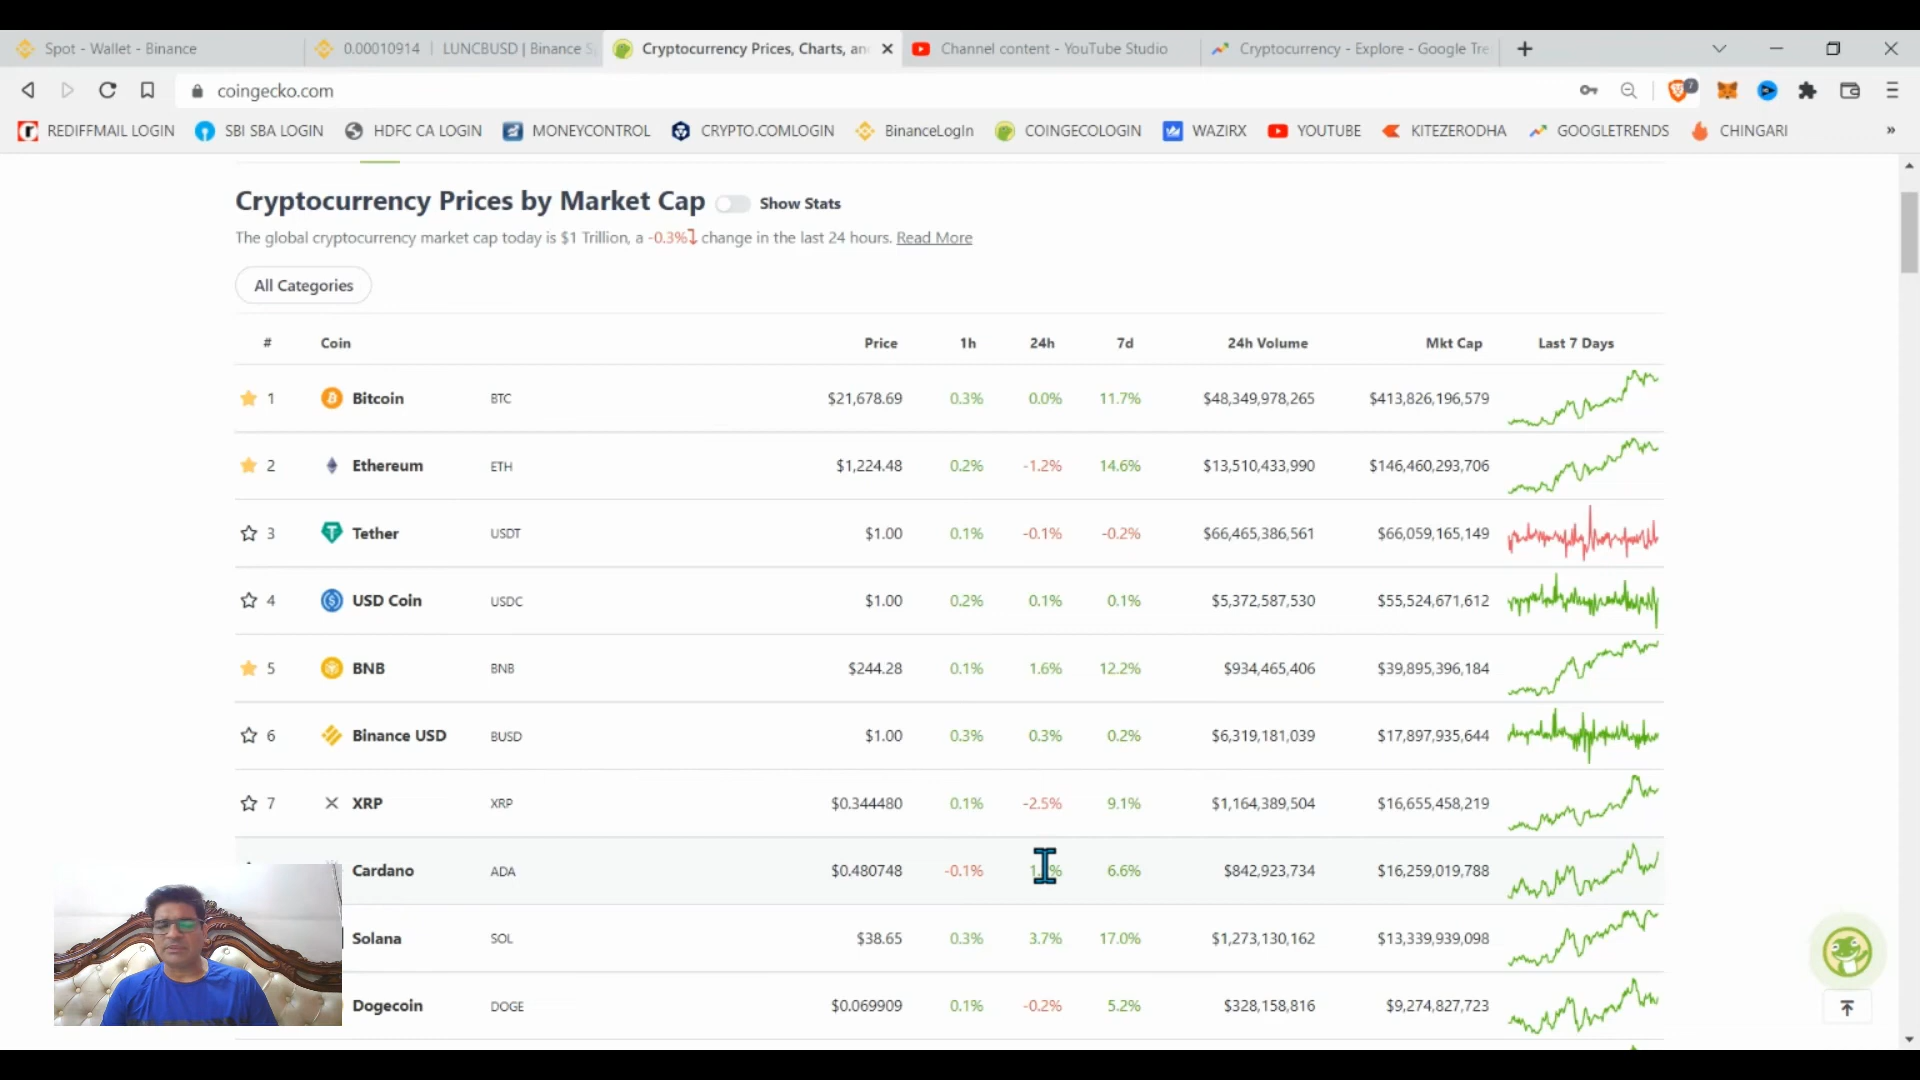 Spot - Wallet - Binance
0.00010914 | LUNCBUSD | Binance S
Cryptocurrency Prices, Charts, an
Channel content - YouTube Studio
Cryptocurrency - Explore - Google Tre
coingecko.com
7
REDIFFMAIL LOGIN
SBI SBA LOGIN
HDFC CA LOGIN
MONEYCONTROL
CRYPTO.COMLOGIN
BinanceLogIn
COINGECOLOGIN
WAZIRX
YOUTUBE
KITEZERODHA
GOOGLETRENDS
CHINGARI
»
Cryptocurrency Prices by Market Cap Show Stats
The global cryptocurrency market cap today is $1 Trillion, a -0.3% change in the last 24 hours. Read More
All Categories
# Coin Price 1h 24h 7d 24h Volume Mkt Cap Last 7 Days
1 Bitcoin BTC $21,678.69 0.3% 0.0% 11.7% $48,349,978,265 $413,826,196,579
2 Ethereum ETH $1,224.48 0.2% -1.2% 14.6% $13,510,433,990 $146,460,293,706
3 Tether USDT $1.00 0.1% -0.1% -0.2% $66,465,386,561 $66,059,165,149
4 USD Coin USDC $1.00 0.2% 0.1% 0.1% $5,372,587,530 $55,524,671,612
5 BNB BNB $244.28 0.1% 1.6% 12.2% $934,465,406 $39,895,396,184
6 Binance USD BUSD $1.00 0.3% 0.3% 0.2% $6,319,181,039 $17,897,935,644
7 XRP XRP $0.344480 0.1% -2.5% 9.1% $1,164,389,504 $16,655,458,219
Cardano ADA $0.480748 -0.1% 6.6% $842,923,734 $16,259,019,788
Solana SOL $38.65 0.3% 3.7% 17.0% $1,273,130,162 $13,339,939,098
Dogecoin DOGE $0.069909 0.1% -0.2% 5.2% $328,158,816 $9,274,827,723